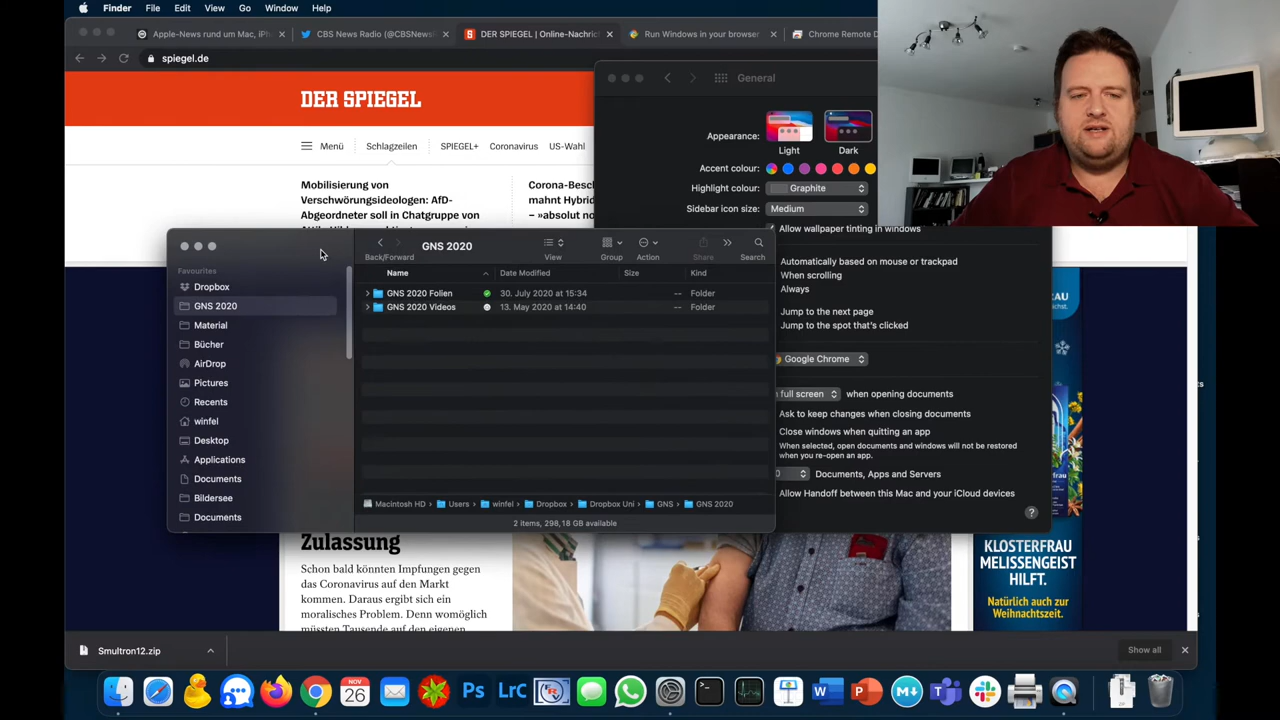 Finder File Edit View Go Window Help
Apple-News rund um Mac, iPh
CBS News Radio (@CBSNewsR
DER SPIEGEL | Online-Nachric
Run Windows in your browser
Chrome Remote D
spiegel.de
DER SPIEGEL
Menü Schlagzeilen SPIEGEL+ Coronavirus US-Wahl
Mobilisierung von
Verschwörungsideologen: AfD-
Abgeordneter soll in Chatgruppe von
Corona-Besch
mahnt Hybrid
– »absolut no
General
Appearance:
Light Dark
Accent colour:
Highlight colour: Graphite
Sidebar icon size: Medium
Allow wallpaper tinting in windows
Automatically based on mouse or trackpad
When scrolling
Always
Jump to the next page
Jump to the spot that's clicked
Google Chrome
n full screen when opening documents
Ask to keep changes when closing documents
Close windows when quitting an app
When selected, open documents and windows will not be restored
when you re-open an app.
0 Documents, Apps and Servers
Allow Handoff between this Mac and your iCloud devices
?
GNS 2020
Back/Forward View Group Action Share Search
Favourites
Dropbox
GNS 2020
Material
Bücher
AirDrop
Pictures
Recents
winfel
Desktop
Applications
Documents
Bildersee
Documents
Name Date Modified Size Kind
GNS 2020 Folien 30. July 2020 at 15:34 -- Folder
GNS 2020 Videos 13. May 2020 at 14:40 -- Folder
Macintosh HD › Users › winfel › Dropbox › Dropbox Uni › GNS › GNS 2020
2 items, 298,18 GB available
Zulassung
Schon bald könnten Impfungen gegen
das Coronavirus auf den Markt
kommen. Daraus ergibt sich ein
moralisches Problem. Denn womöglich
müssten Tausende auf den eigenen
KAU
KLOSTERFRAU
MELISSENGEIST
HILFT.
Natürlich auch zur
Weihnachtszeit.
Smultron12.zip
Show all
NOV
26
Ps
LrC
W
P
M
T